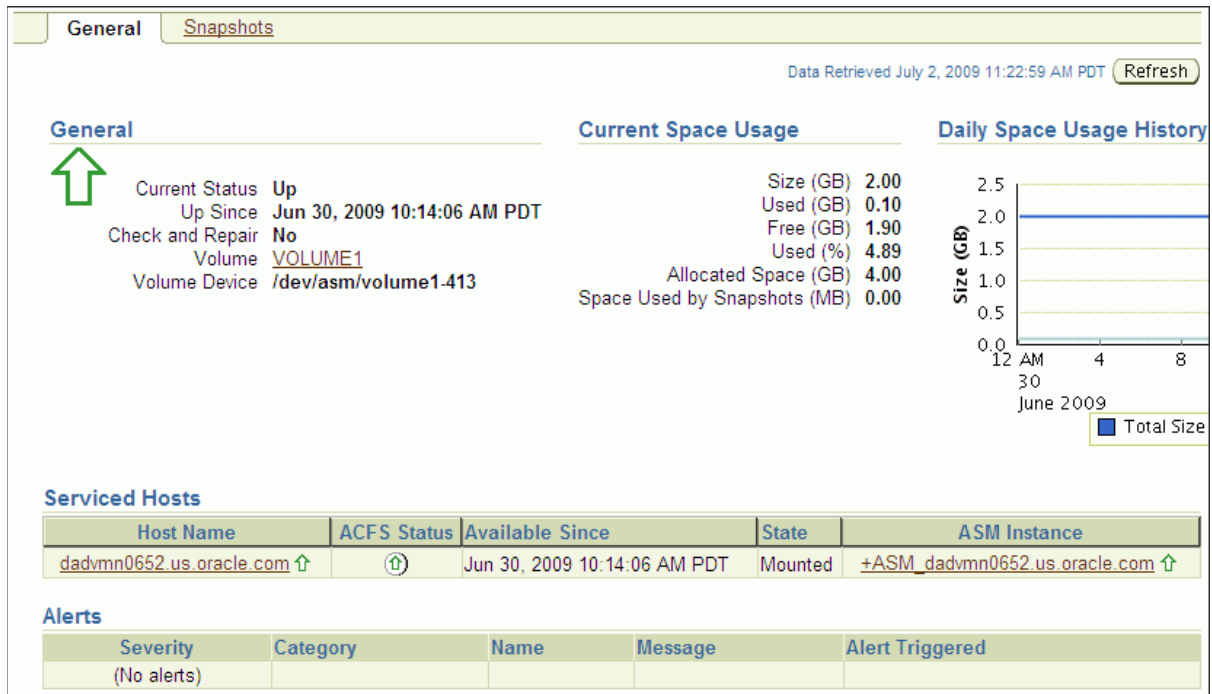 General Snapshots
Data Retrieved July 2, 2009 11:22:59 AM PDT Refresh
General
Current Status Up
Up Since Jun 30, 2009 10:14:06 AM PDT
Check and Repair No
Volume VOLUME1
Volume Device /dev/asm/volume1-413
Current Space Usage
Size (GB) 2.00
Used (GB) 0.10
Free (GB) 1.90
Used (%) 4.89
Allocated Space (GB) 4.00
Space Used by Snapshots (MB) 0.00
Daily Space Usage History
Size (GB)
2.5
2.0
1.5
1.0
0.5
0.0
12 AM 4 8
30
June 2009
Total Size
Serviced Hosts
Host Name ACFS Status Available Since State ASM Instance
dadvmn0652.us.oracle.com Jun 30, 2009 10:14:06 AM PDT Mounted +ASM_dadvmn0652.us.oracle.com
Alerts
Severity Category Name Message Alert Triggered
(No alerts)